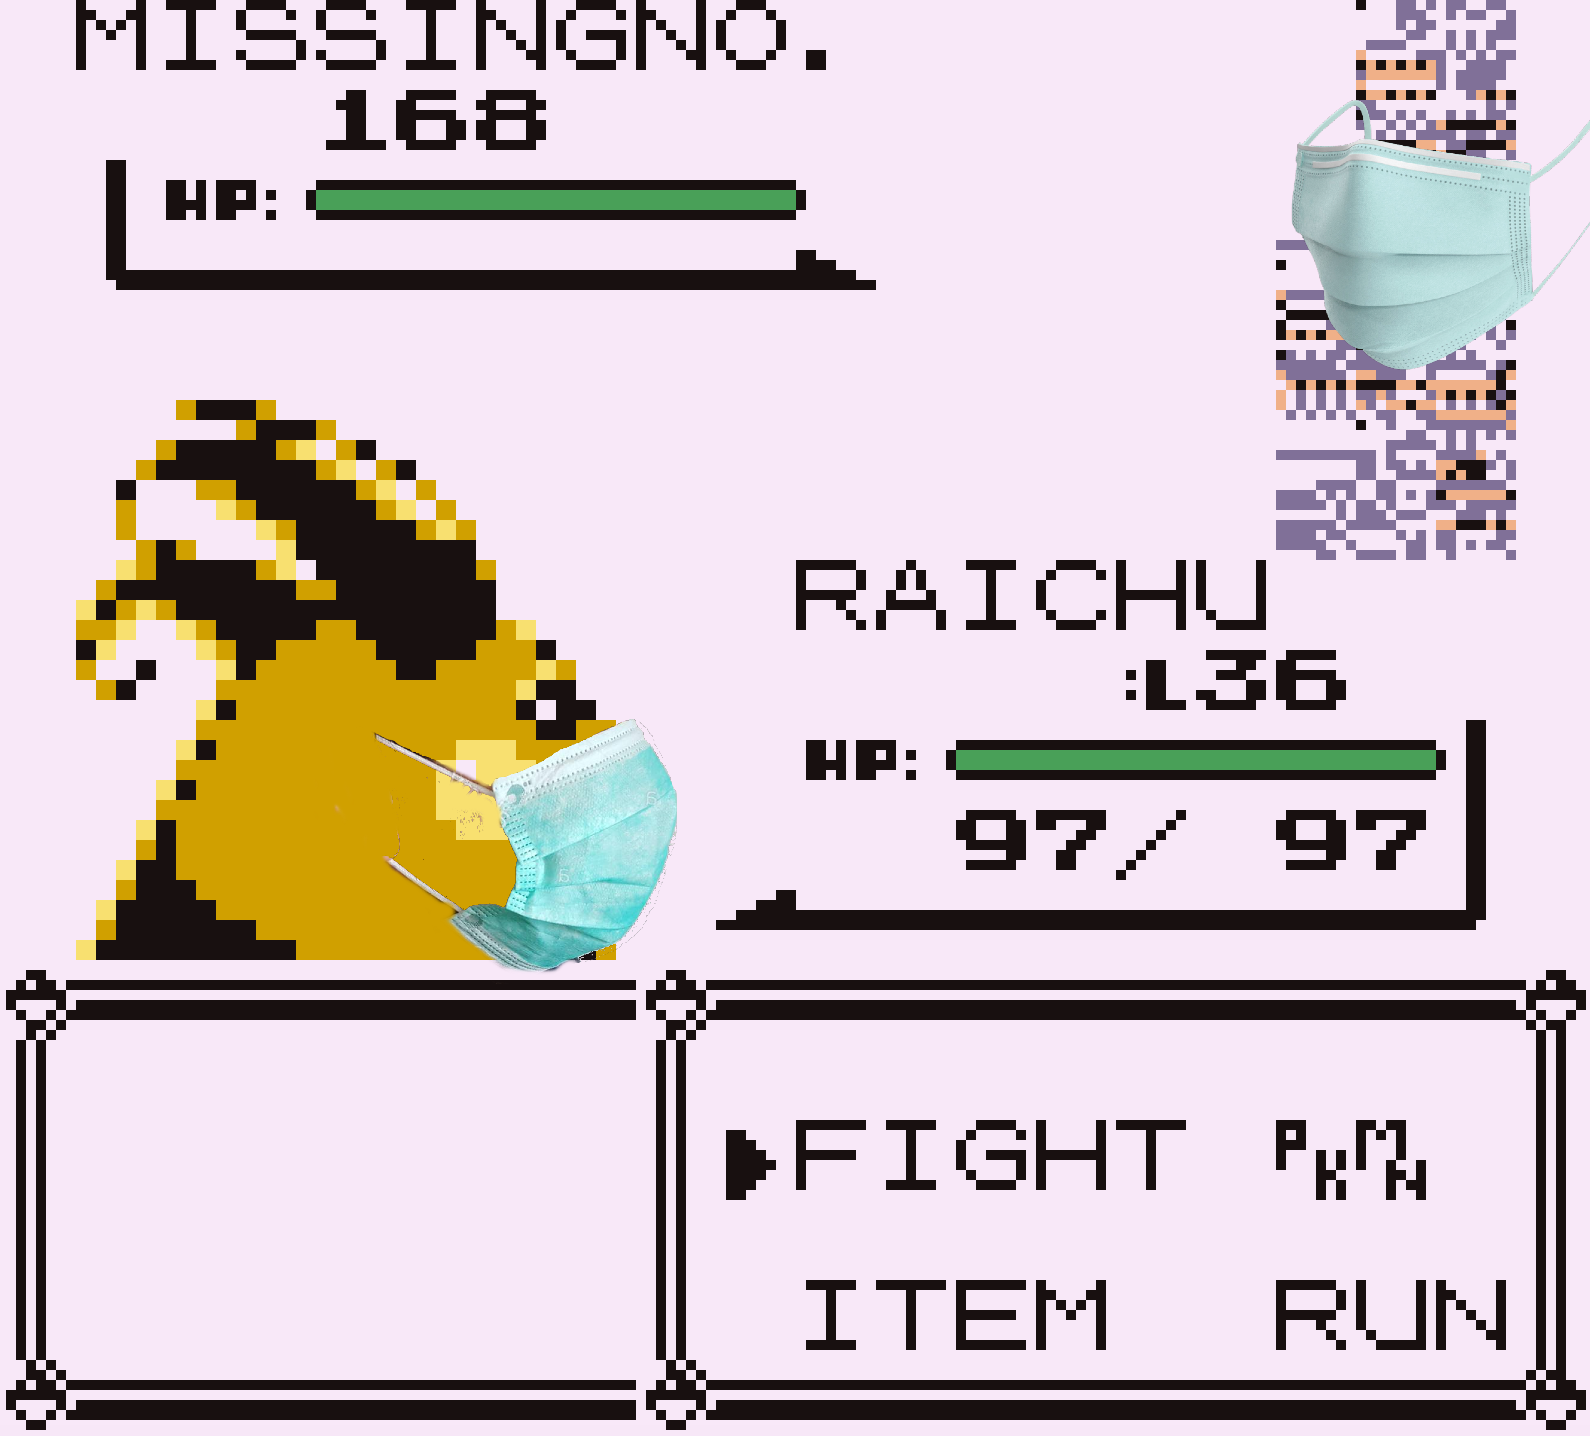 MISSINGNO.
168
HP:
RAICHU
:L36
HP:
97/ 97
FIGHT PKMN
ITEM RUN